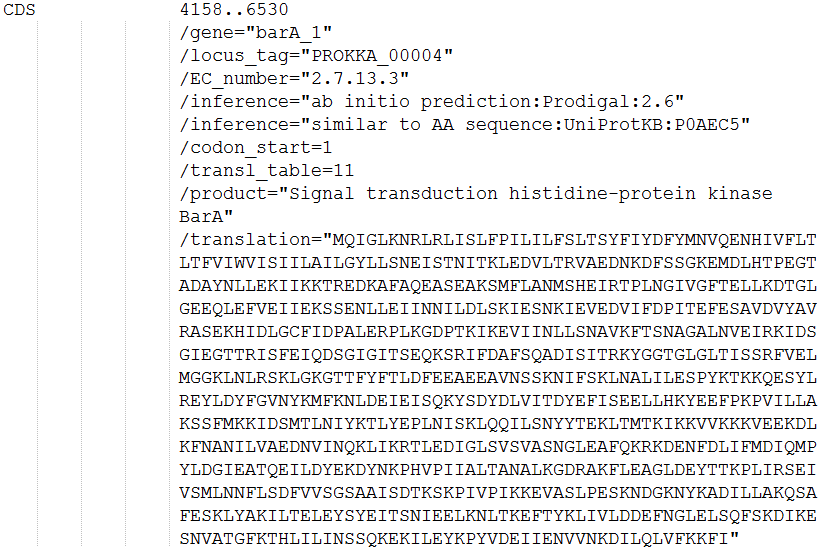 CDS 4158..6530
/gene="barA_1"
/locus_tag="PROKKA_00004"
/EC_number="2.7.13.3"
/inference="ab initio prediction:Prodigal:2.6"
/inference="similar to AA sequence:UniProtKB:P0AEC5"
/codon_start=1
/transl_table=11
/product="Signal transduction histidine-protein kinase
BarA"
/translation="MQIGLKNRLRLISLFPILILFSLTSYFIYDFYMNVQENHIVFLT
LTFVIWVISIILAILGYLLSNEISTNITKLEDVLTRVAEDNKDFSSGKEMDLHTPEGT
ADAYNLLEKIIKKTREDKAFAQEASEAKSMFLANMSHEIRTPLNGIVGFTELLKDTGL
GEEQLEFVEIIEKSSENLLEIINNILDLSKIESNKIEVEDVIFDPITEFESAVDVYAV
RASEKHIDLGCFIDPALERPLKGDPTKIKEVIINLLSNAVKFTSNAGALNVEIRKIDS
GIEGTTRISFEIQDSGIGITSEQKSRIFDAFSQADISITRKYGGTGLGLTISSRFVEL
MGGKLNLRSKLGKGTTFYFTLDFEEAEEAVNSSKNIFSKLNALILESPYKTKKQESYL
REYLDYFGVNYKMFKNLDEIEISQKYSDYDLVITDYEFISEELLHKYEEFPKPVILLA
KSSFMKKIDSMTLNIYKTLYEPLNISKLQQILSNYYTEKLTMTKIKKVVKKKVEEKDL
KFNANILVAEDNVINQKLIKRTLEDIGLSVSVASNGLEAFQKRKDENFDLIFMDIQMP
YLDGIEATQEILDYEKDYNKPHVPIIALTANALKGDRAKFLEAGLDEYTTKPLIRSEI
VSMLNNFLSDFVVSGSAAISDTKSKPIVPIKKEVASLPESKNDGKNYKADILLAKQSA
FESKLYAKILTELEYSYEITSNIEELKNLTKEFTYKLIVLDDEFNGLELSQFSKDIKE
SNVATGFKTHLILINSSQKEKILEYKPYVDEIIENVVNKDILQLVFKKFI"